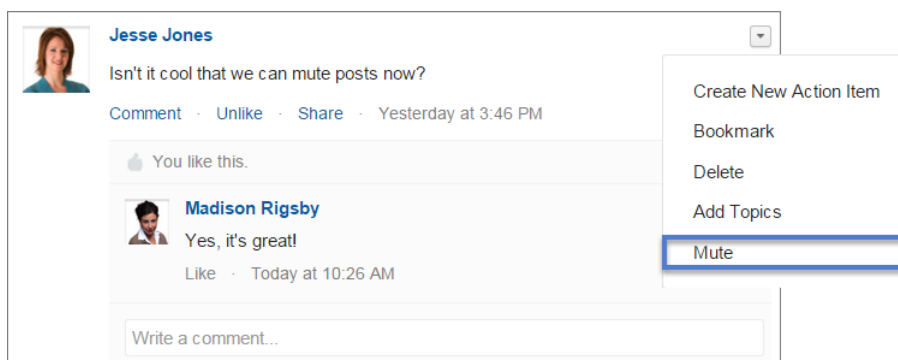 Jesse Jones
Isn't it cool that we can mute posts now?
Comment · Unlike · Share · Yesterday at 3:46 PM
You like this.
Madison Rigsby
Yes, it's great!
Like · Today at 10:26 AM
Write a comment...
Create New Action Item
Bookmark
Delete
Add Topics
Mute